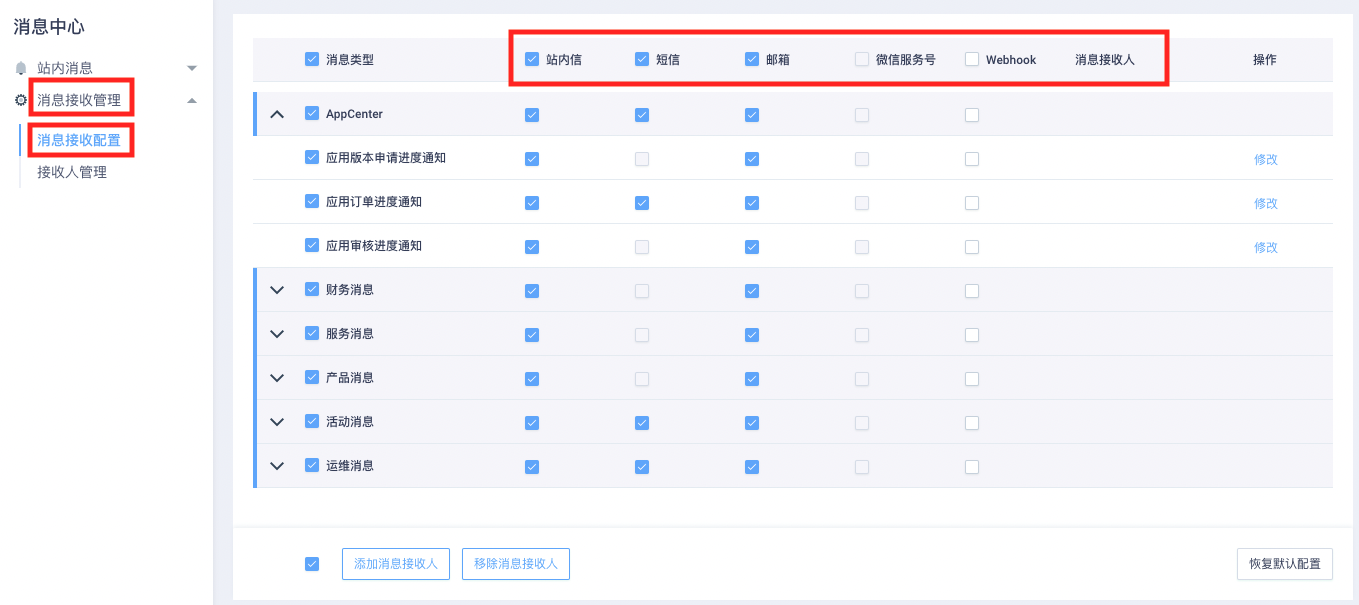 消息中心
站内消息
消息接收管理
消息接收配置
接收人管理
消息类型 站内信 短信 邮箱 微信服务号 Webhook 消息接收人 操作
AppCenter
应用版本申请进度通知 修改
应用订单进度通知 修改
应用审核进度通知 修改
财务消息
服务消息
产品消息
活动消息
运维消息
添加消息接收人 移除消息接收人 恢复默认配置